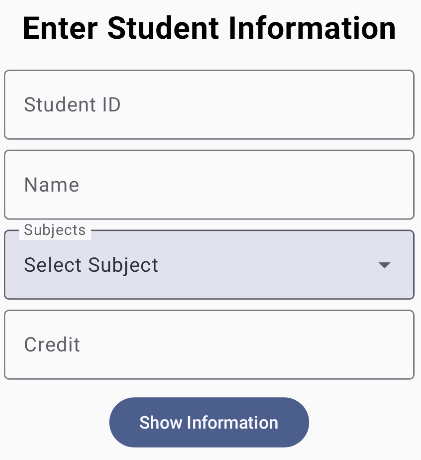 Enter Student Information
Student ID
Name
Subjects
Select Subject
Credit
Show Information